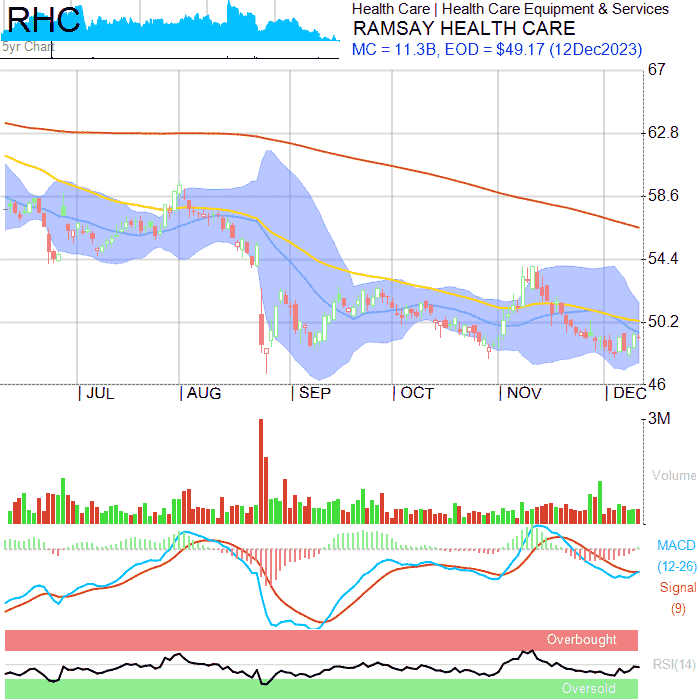 RHC
5yr Chart
Health Care | Health Care Equipment & Services
RAMSAY HEALTH CARE
MC = 11.3B, EOD = $49.17 (12Dec2023)
67
62.8
58.6
54.4
50.2
46
JUL AUG SEP OCT NOV DEC
3M
Volume
MACD
(12-26)
Signal
(9)
Overbought
RSI(14)
Oversold